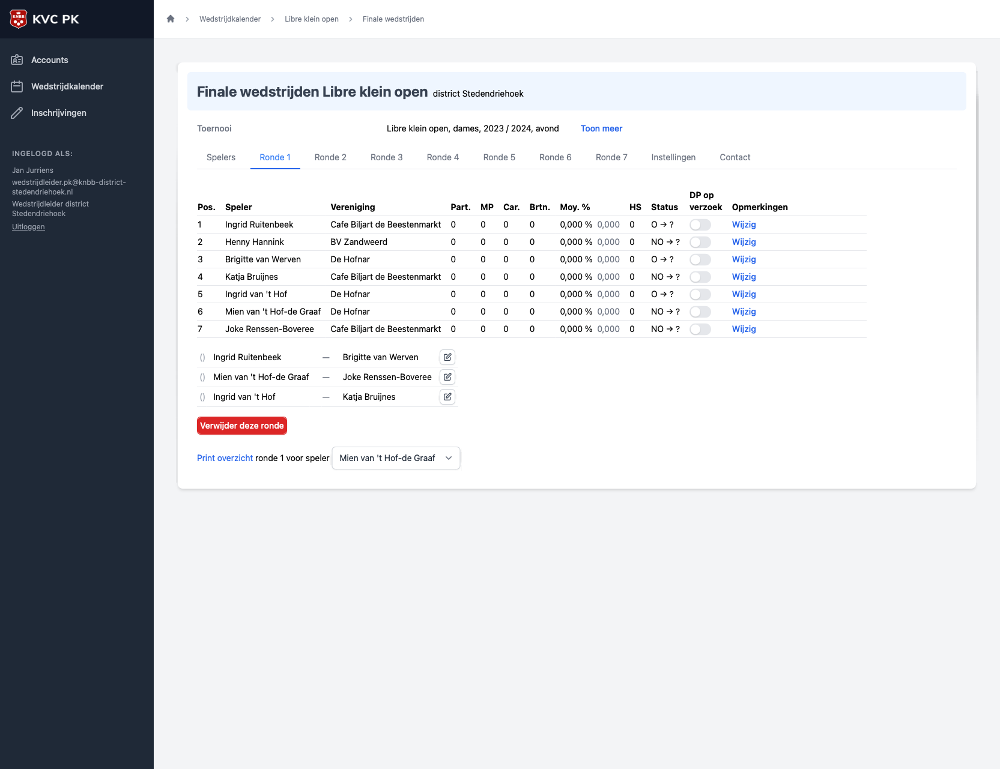 KNBB KVC PK
Wedstrijdkalender Libre klein open Finale wedstrijden
Accounts
Wedstrijdkalender
Inschrijvingen
INGELOGD ALS:
Jan Jurriens
wedstrijdleider.pk@knbb-district-
stedendriehoek.nl
Wedstrijdleider district
Stedendriehoek
Uitloggen
Finale wedstrijden Libre klein open district Stedendriehoek
Toernooi Libre klein open, dames, 2023 / 2024, avond Toon meer
Spelers Ronde 1 Ronde 2 Ronde 3 Ronde 4 Ronde 5 Ronde 6 Ronde 7 Instellingen Contact
DP op
Pos. Speler Vereniging Part. MP Car. Brtn. Moy. % HS Status verzoek Opmerkingen
1 Ingrid Ruitenbeek Cafe Biljart de Beestenmarkt 0 0 0 0 0,000 % 0,000 0 O → ? Wijzig
2 Henny Hannink BV Zandweerd 0 0 0 0 0,000 % 0,000 0 NO → ? Wijzig
3 Brigitte van Werven De Hofnar 0 0 0 0 0,000 % 0,000 0 O → ? Wijzig
4 Katja Bruijnes Cafe Biljart de Beestenmarkt 0 0 0 0 0,000 % 0,000 0 NO → ? Wijzig
5 Ingrid van 't Hof De Hofnar 0 0 0 0 0,000 % 0,000 0 O → ? Wijzig
6 Mien van 't Hof-de Graaf De Hofnar 0 0 0 0 0,000 % 0,000 0 NO → ? Wijzig
7 Joke Renssen-Boveree Cafe Biljart de Beestenmarkt 0 0 0 0 0,000 % 0,000 0 NO → ? Wijzig
() Ingrid Ruitenbeek — Brigitte van Werven
() Mien van 't Hof-de Graaf — Joke Renssen-Boveree
() Ingrid van 't Hof — Katja Bruijnes
Verwijder deze ronde
Print overzicht ronde 1 voor speler Mien van 't Hof-de Graaf